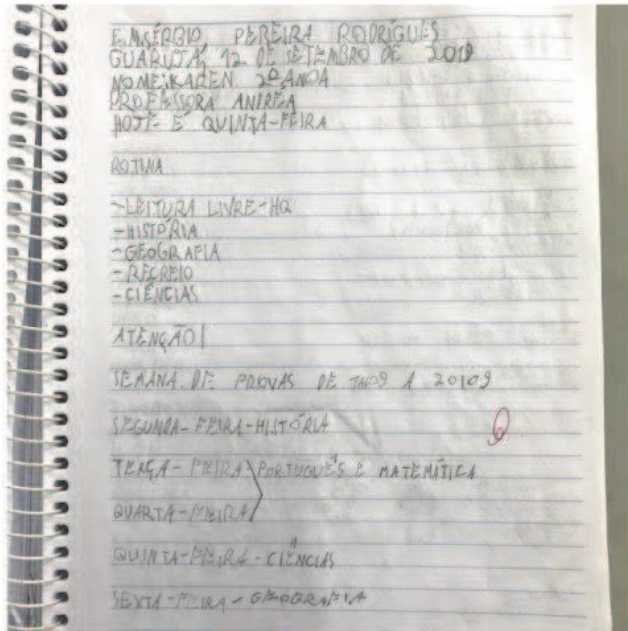 E.M.SÉRGIO PEREIRA RODRIGUES
GUARUJÁ, 12 DE SETEMBRO DE 2019
NOME:KAREN 2º ANO A
PROFESSORA ANDRÉA
HOJE É QUINTA-FEIRA
ROTINA
-LEITURA LIVRE-HQ
-HISTÓRIA
-GEOGRAFIA
-RECREIO
-CIÊNCIAS
ATENÇÃO!
SEMANA DE PROVAS DE 16/09 A 20/09
SEGUNDA-FEIRA-HISTÓRIA
TERÇA-FEIRA PORTUGUÊS E MATEMÍTICA
QUARTA-FEIRA
QUINTA-FEIRA-CIÊNCIAS
SEXTA-FEIRA-GEOGRAFIA